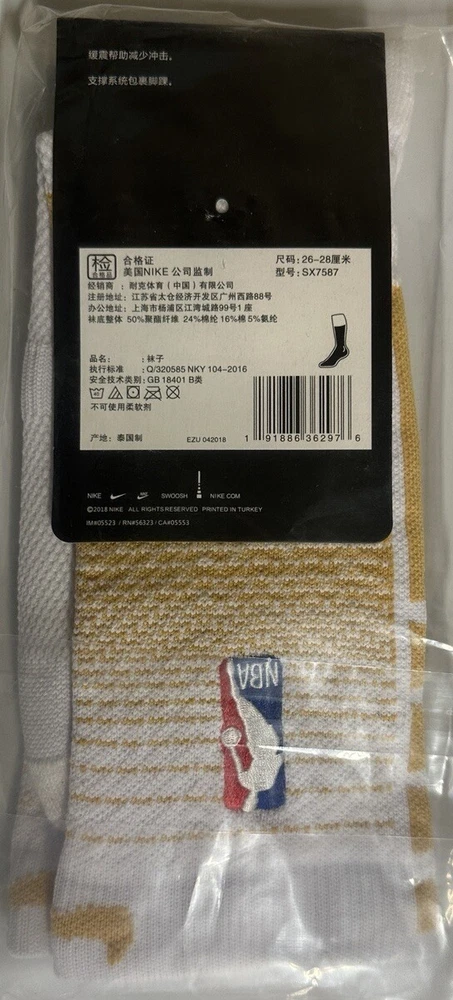 缓震帮助减少冲击。
支撑系统包裹脚踝。
检
合格品
合格证
美国NIKE 公司监制
尺码: 26-28厘米
型号: SX7587
经销商 : 耐克体育（中国）有限公司
注册地址: 江苏省太仓经济开发区广州西路88号
办公地址: 上海市杨浦区江湾城路99号1 座
袜底整体 50%聚酯纤维 24%棉纶 16%棉 5%氨纶
品名: : 袜子
执行标准 : Q/320585 NKY 104-2016
安全技术类别: GB 18401 B类
不可使用柔软剂
产地: 泰国制
EZU 042018
1 91886 36297 6
NIKE SWOOSH NIKE.COM
©2018 NIKE ALL RIGHTS RESERVED PRINTED IN TURKEY
IM#05523 / RN#56323 / CA#05553
NBA